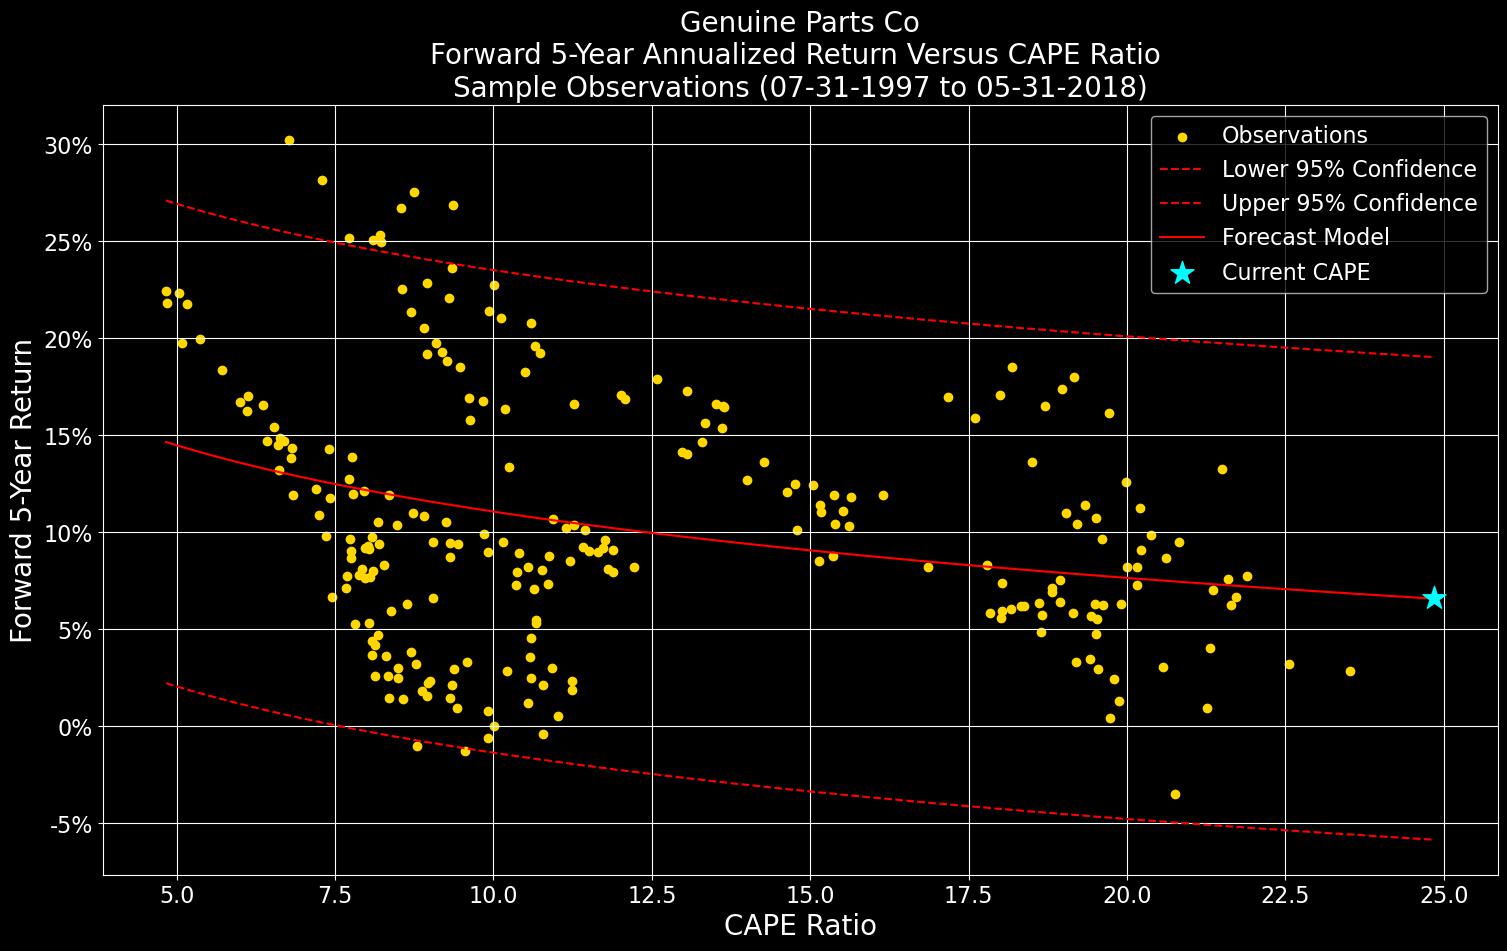 Genuine Parts Co
Forward 5-Year Annualized Return Versus CAPE Ratio
Sample Observations (07-31-1997 to 05-31-2018)
Observations
Lower 95% Confidence
Upper 95% Confidence
Forecast Model
Current CAPE
Forward 5-Year Return
30%
25%
20%
15%
10%
5%
0%
-5%
5.0 7.5 10.0 12.5 15.0 17.5 20.0 22.5 25.0
CAPE Ratio